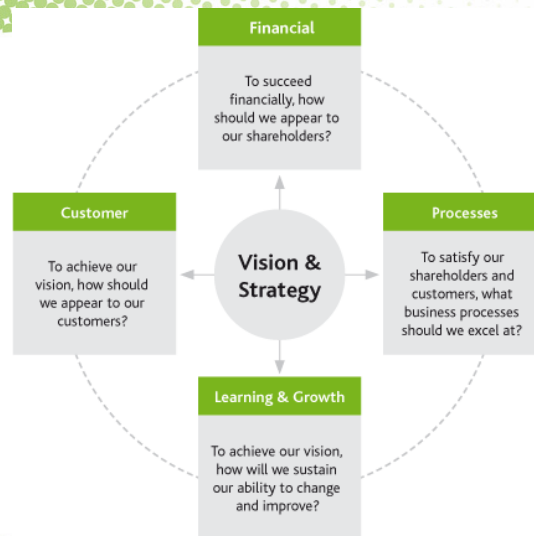 Financial
To succeed
financially, how
should we appear to
our shareholders?
Customer
To achieve our
vision, how should
we appear to our
customers?
Vision &
Strategy
Processes
To satisfy our
shareholders and
customers, what
business processes
should we excel at?
Learning & Growth
To achieve our vision,
how will we sustain
our ability to change
and improve?